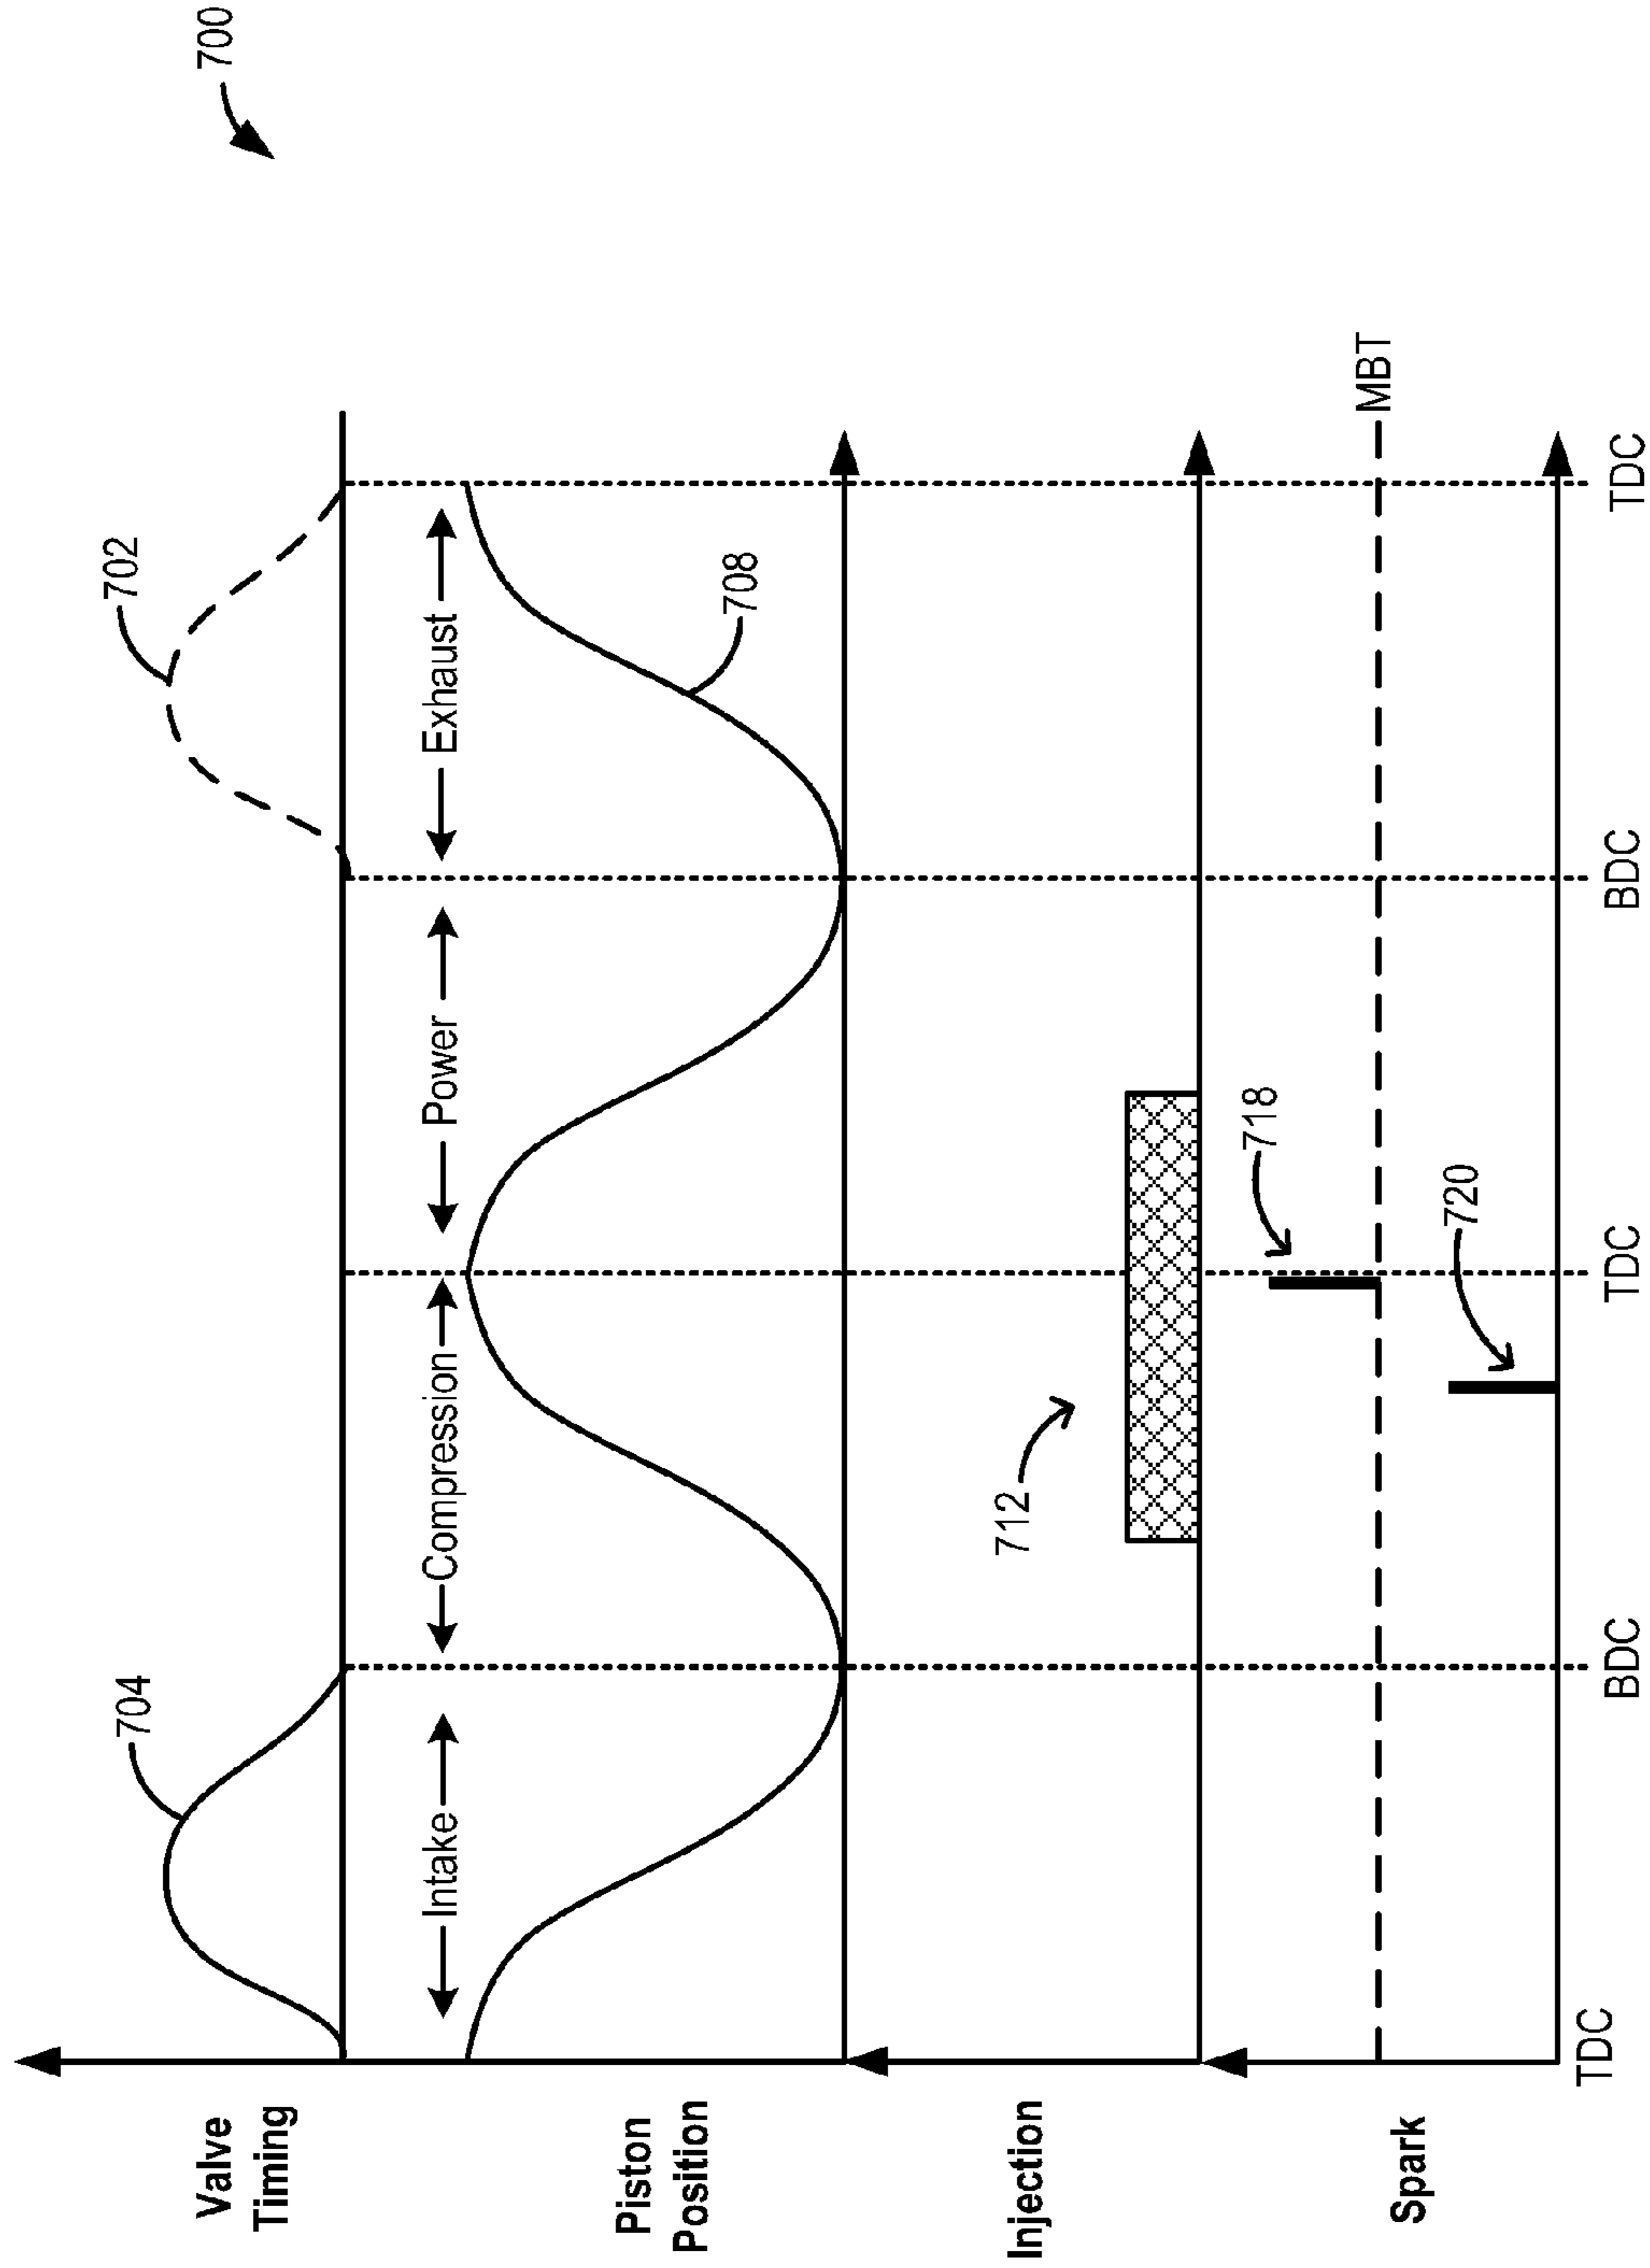 700
702
704
Valve
Timing
Intake
Compression
Power
Exhaust
Piston
Position
708
Injection
712
718
MBT
Spark
720
TDC
BDC
TDC
BDC
TDC